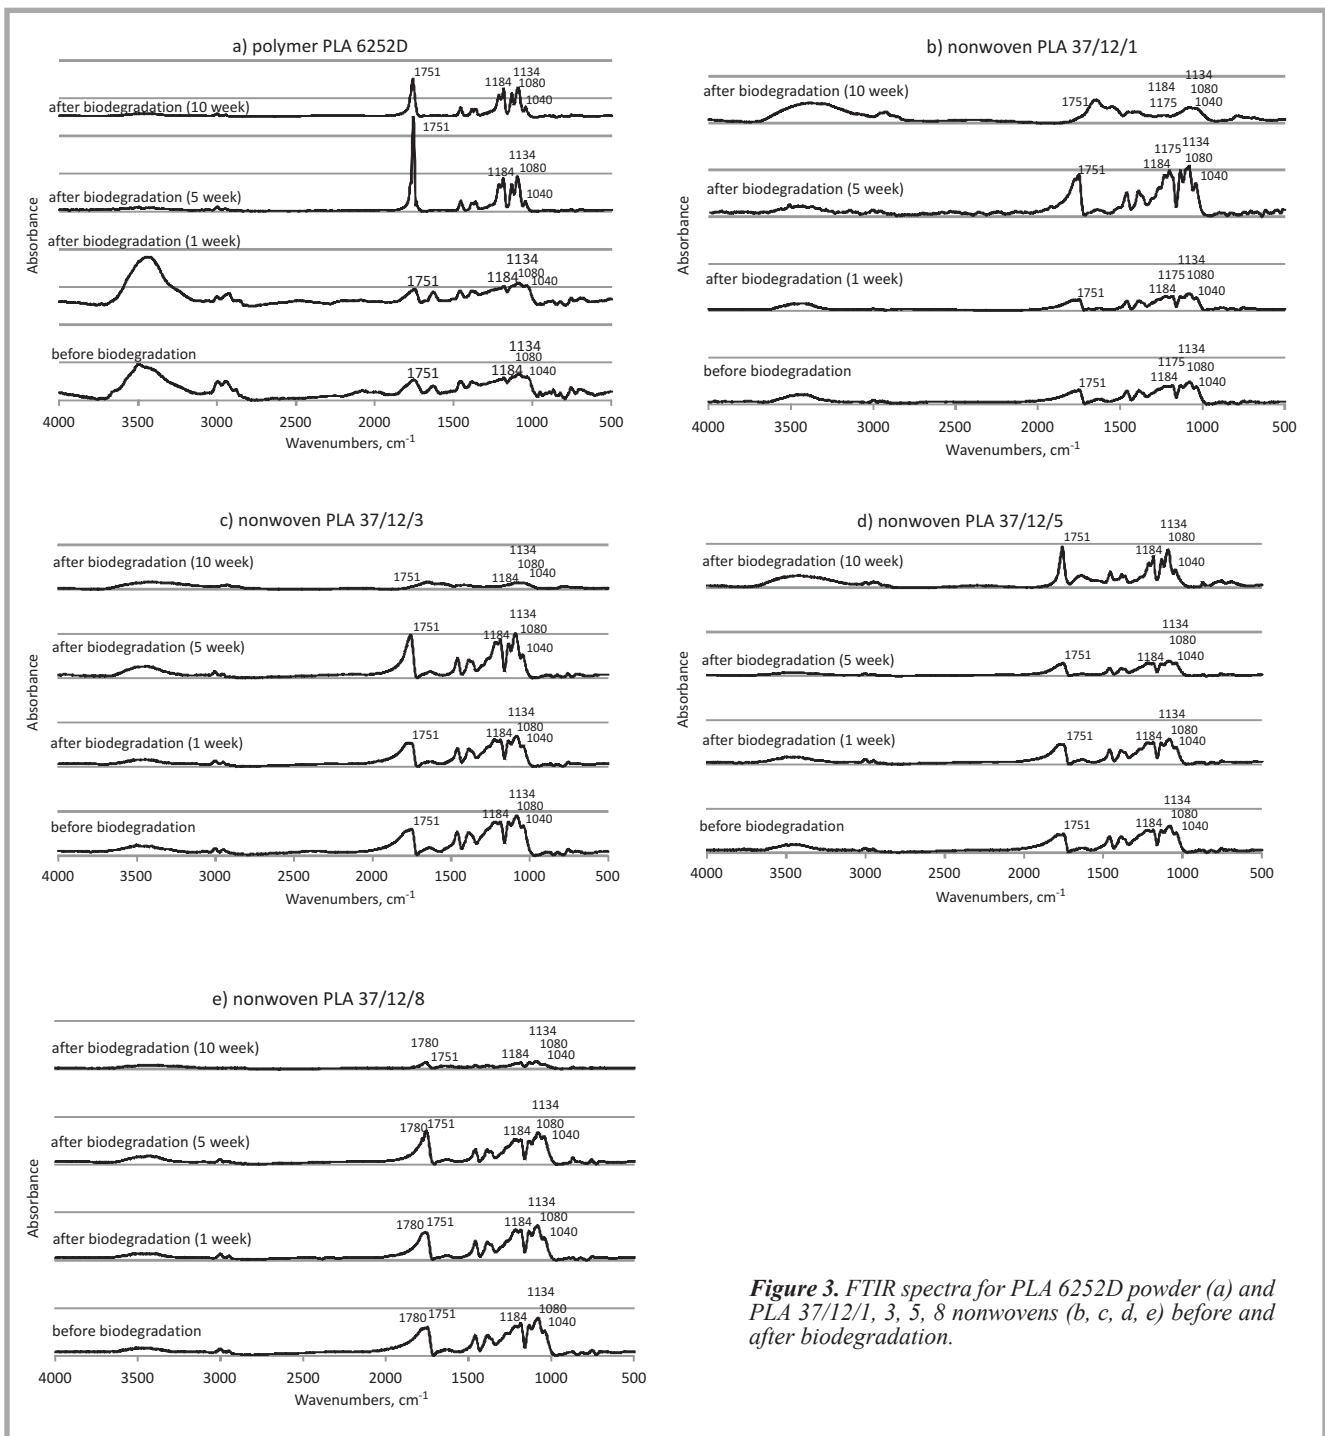 a) polymer PLA 6252D
1751
1184
1134
1080
1040
after biodegradation (10 week)
1751
1134
1184
1080
1040
after biodegradation (5 week)
after biodegradation (1 week)
1134
1751
1184
1080
1040
before biodegradation
1134
1751
1184
1080
1040
Absorbance
4000 3500 3000 2500 2000 1500 1000 500
Wavenumbers, cm-1
b) nonwoven PLA 37/12/1
1134
1184
1080
after biodegradation (10 week)
1751
1175
1040
1134
1175
1080
1184
1751
1040
after biodegradation (5 week)
1134
after biodegradation (1 week)
1175
1080
1751
1184
1040
1134
1175
1080
before biodegradation
1751
1184
1040
Absorbance
4000 3500 3000 2500 2000 1500 1000 500
Wavenumbers, cm-1
c) nonwoven PLA 37/12/3
1134
after biodegradation (10 week)
1080
1751
1184
1040
1134
1751
1184
1080
after biodegradation (5 week)
1040
1134
1751
1184
1080
after biodegradation (1 week)
1040
1134
1080
1751
1184
1040
before biodegradation
Absorbance
4000 3500 3000 2500 2000 1500 1000 500
Wavenumbers, cm-1
d) nonwoven PLA 37/12/5
1134
1751
1080
1184
after biodegradation (10 week)
1040
1134
1080
after biodegradation (5 week)
1751
1184
1040
1134
1080
after biodegradation (1 week)
1751
1184
1040
1134
1080
before biodegradation
1751
1184
1040
Absorbance
4000 3500 3000 2500 2000 1500 1000 500
Wavenumbers, cm-1
e) nonwoven PLA 37/12/8
1134
1780
1080
after biodegradation (10 week)
1751
1184
1040
1134
1780
1751
1080
1184
1040
after biodegradation (5 week)
1134
1780
1751
1184
1080
1040
after biodegradation (1 week)
1134
1780
1751
1184
1080
1040
before biodegradation
Absorbance
4000 3500 3000 2500 2000 1500 1000 500
Wavenumbers, cm-1
Figure 3. FTIR spectra for PLA 6252D powder (a) and
PLA 37/12/1, 3, 5, 8 nonwovens (b, c, d, e) before and
after biodegradation.